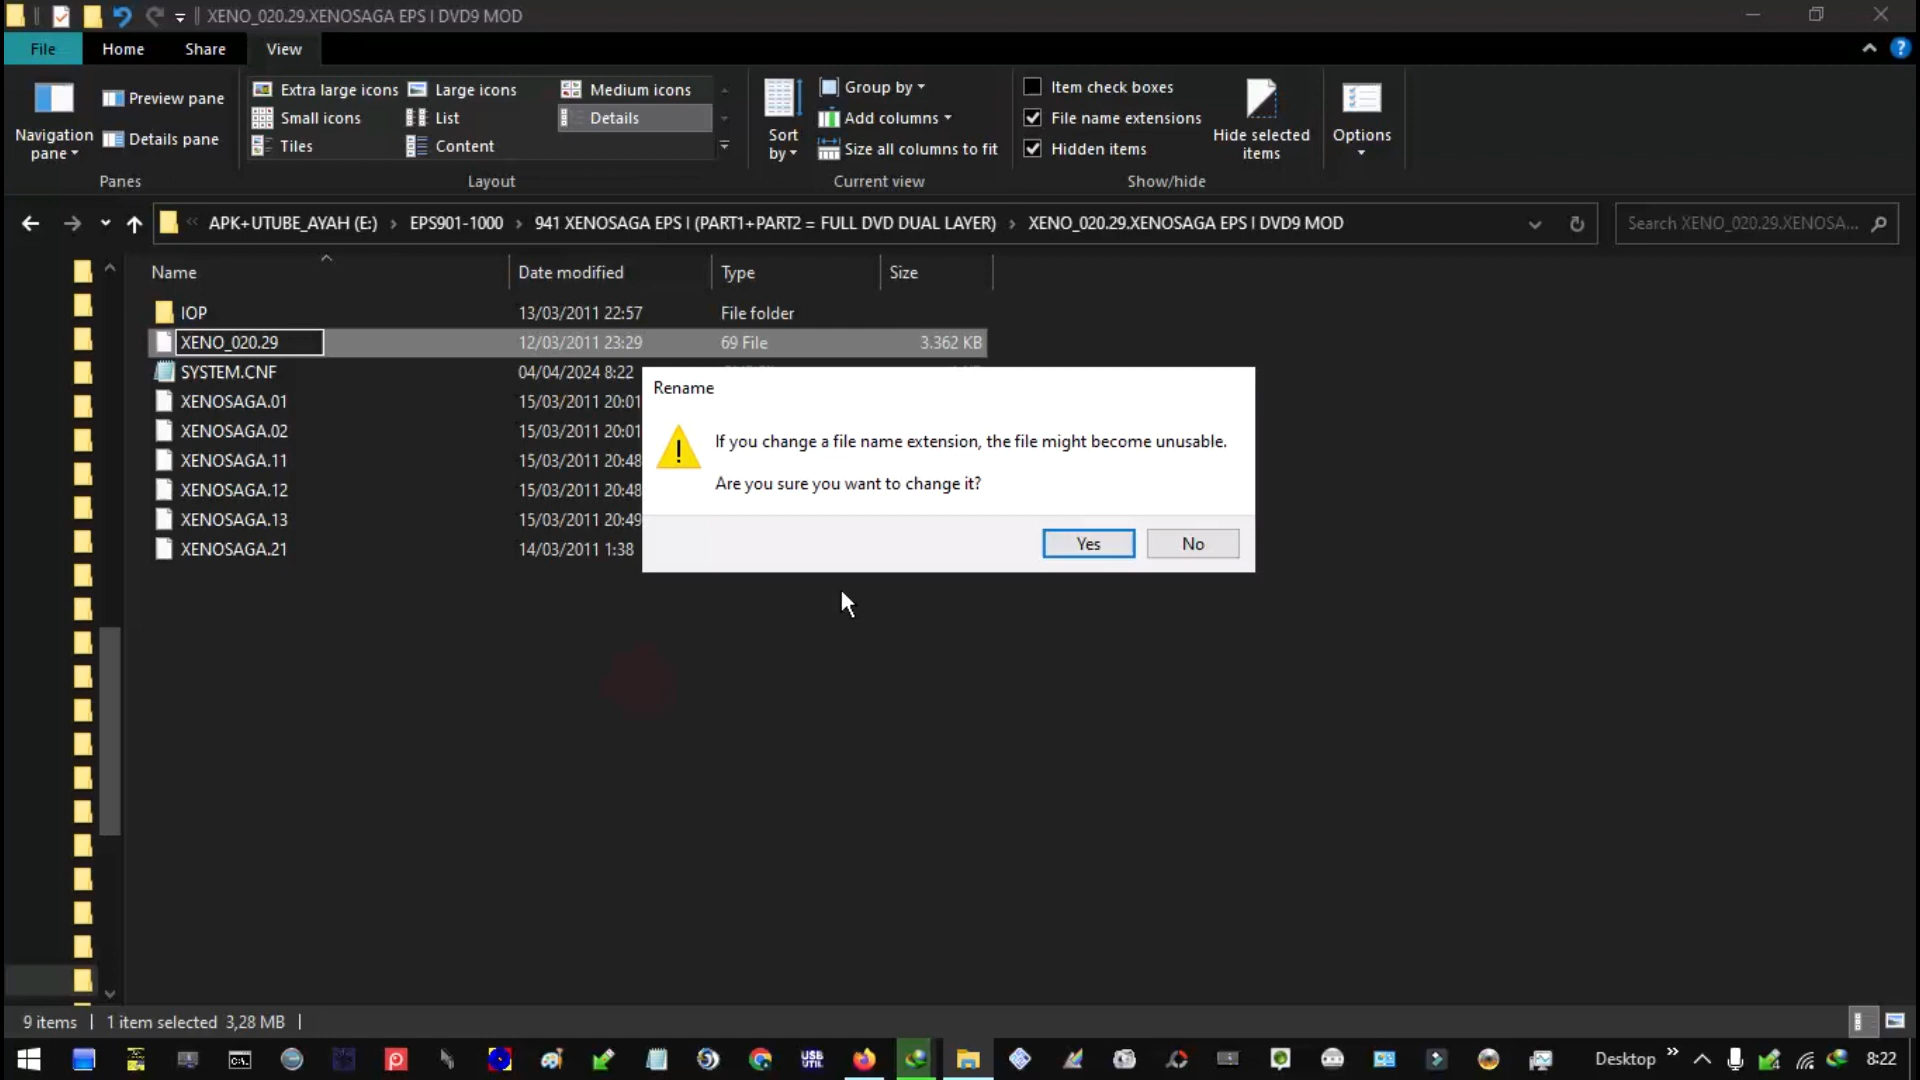 XENO_020.29.XENOSAGA EPS I DVD9 MOD
File Home Share View
Navigation pane
Preview pane
Details pane
Panes
Extra large icons Large icons Medium icons
Small icons List Details
Tiles Content
Layout
Sort by
Group by
Add columns
Size all columns to fit
Current view
Item check boxes
File name extensions
Hidden items
Hide selected items
Show/hide
Options
« APK+UTUBE_AYAH (E:) › EPS901-1000 › 941 XENOSAGA EPS I (PART1+PART2 = FULL DVD DUAL LAYER) › XENO_020.29.XENOSAGA EPS I DVD9 MOD
Search XENO_020.29.XENOSA...
Name Date modified Type Size
IOP 13/03/2011 22:57 File folder
XENO_020.29 12/03/2011 23:29 69 File 3.362 KB
SYSTEM.CNF 04/04/2024 8:22
XENOSAGA.01 15/03/2011 20:01
XENOSAGA.02 15/03/2011 20:01
XENOSAGA.11 15/03/2011 20:48
XENOSAGA.12 15/03/2011 20:48
XENOSAGA.13 15/03/2011 20:49
XENOSAGA.21 14/03/2011 1:38
Rename
If you change a file name extension, the file might become unusable.
Are you sure you want to change it?
Yes No
9 items 1 item selected 3,28 MB
C:\.
USB UTIL
Desktop » 8:22